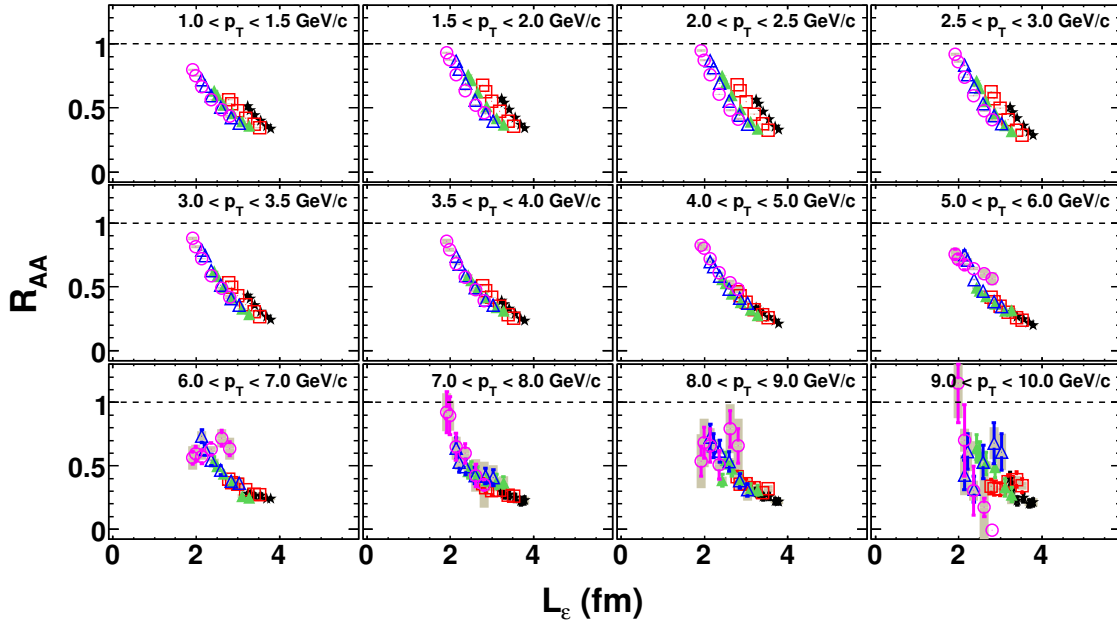 1.0 < p_T < 1.5 GeV/c 1.5 < p_T < 2.0 GeV/c 2.0 < p_T < 2.5 GeV/c 2.5 < p_T < 3.0 GeV/c
1
0.5
0
3.0 < p_T < 3.5 GeV/c 3.5 < p_T < 4.0 GeV/c 4.0 < p_T < 5.0 GeV/c 5.0 < p_T < 6.0 GeV/c
1
0.5
0
R_AA
6.0 < p_T < 7.0 GeV/c 7.0 < p_T < 8.0 GeV/c 8.0 < p_T < 9.0 GeV/c 9.0 < p_T < 10.0 GeV/c
1
0.5
0
0 2 4 0 2 4 0 2 4 0 2 4
L_ε (fm)